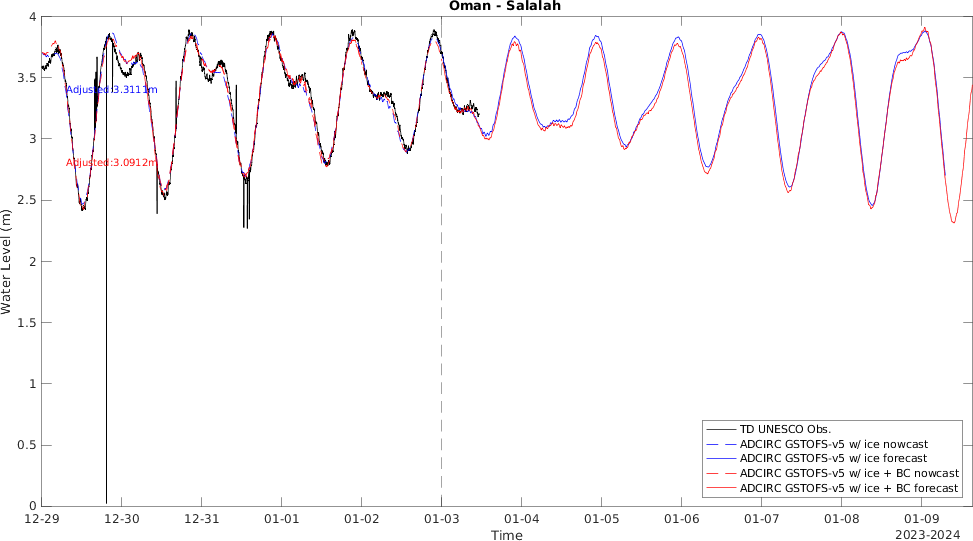 Oman - Salalah
4
3.5
3
2.5
2
1.5
1
0.5
0
Water Level (m)
Adjusted:3.3111m
Adjusted:3.0912m
TD UNESCO Obs.
ADCIRC GSTOFS-v5 w/ ice nowcast
ADCIRC GSTOFS-v5 w/ ice forecast
ADCIRC GSTOFS-v5 w/ ice + BC nowcast
ADCIRC GSTOFS-v5 w/ ice + BC forecast
12-29 12-30 12-31 01-01 01-02 01-03 01-04 01-05 01-06 01-07 01-08 01-09
Time
2023-2024